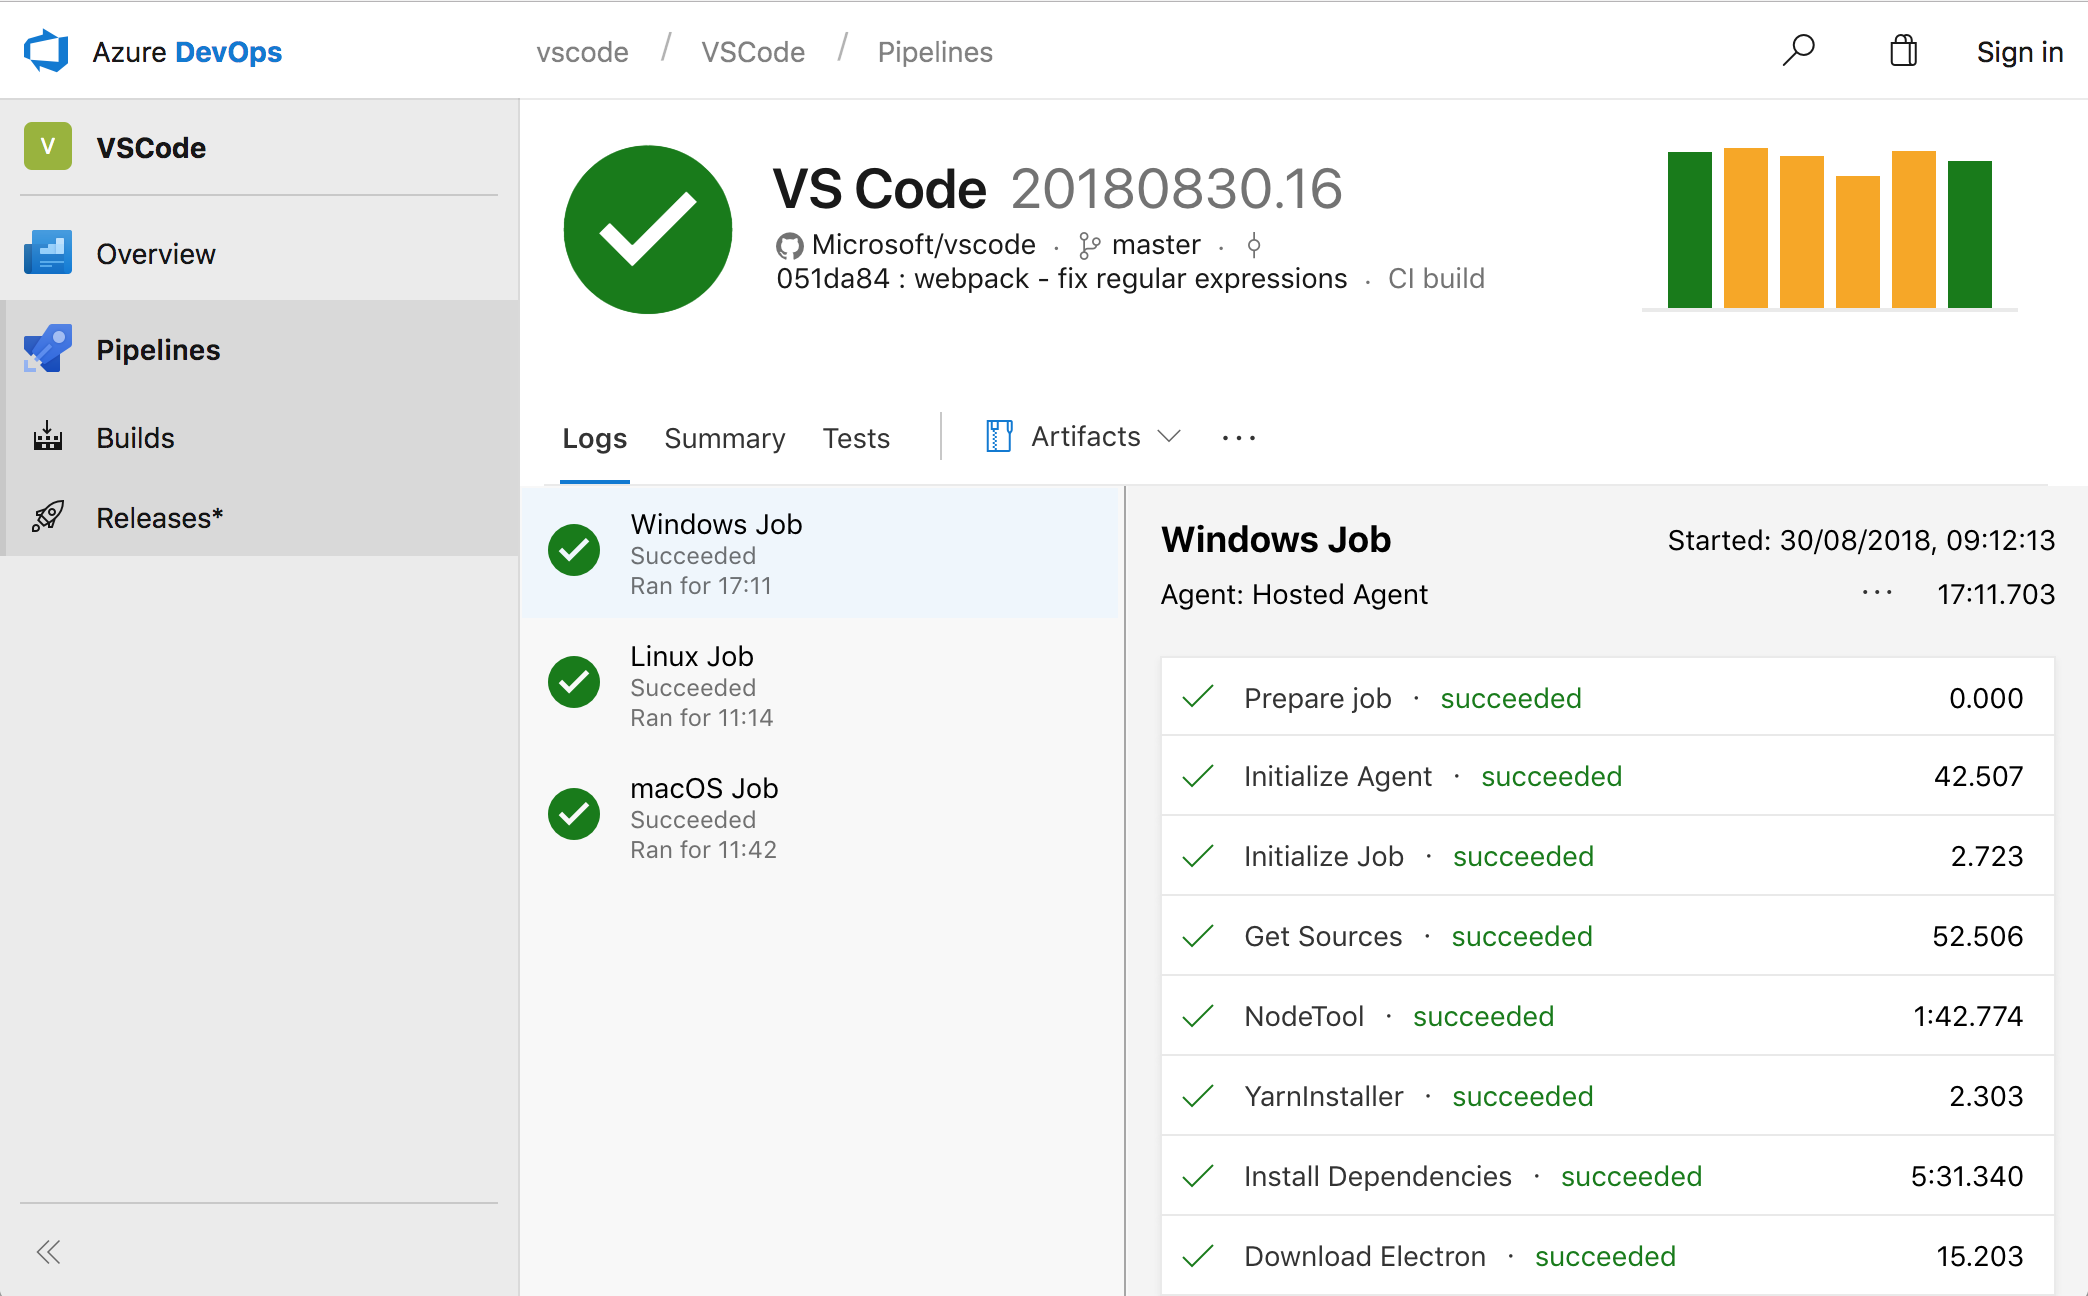 Azure DevOps
vscode / VSCode / Pipelines
Sign in
V VSCode
Overview
Pipelines
Builds
Releases*
VS Code 20180830.16
Microsoft/vscode · master ·
051da84 : webpack - fix regular expressions · CI build
Logs Summary Tests Artifacts ···
Windows Job
Succeeded
Ran for 17:11
Linux Job
Succeeded
Ran for 11:14
macOS Job
Succeeded
Ran for 11:42
Windows Job Started: 30/08/2018, 09:12:13
Agent: Hosted Agent ··· 17:11.703
Prepare job · succeeded 0.000
Initialize Agent · succeeded 42.507
Initialize Job · succeeded 2.723
Get Sources · succeeded 52.506
NodeTool · succeeded 1:42.774
YarnInstaller · succeeded 2.303
Install Dependencies · succeeded 5:31.340
Download Electron · succeeded 15.203